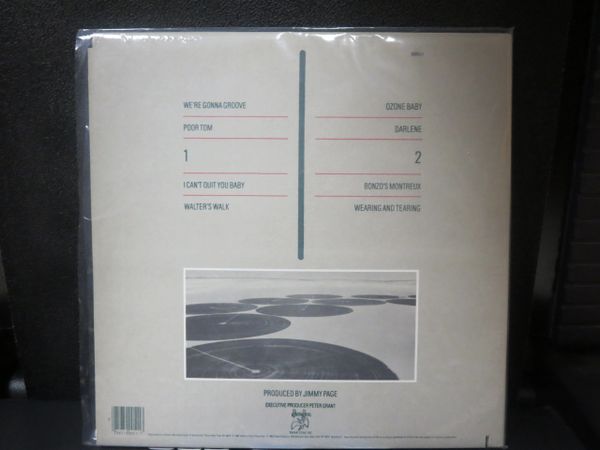 WE'RE GONNA GROOVE
POOR TOM
1
I CAN'T QUIT YOU BABY
WALTER'S WALK
OZONE BABY
DARLENE
2
BONZO'S MONTREUX
WEARING AND TEARING
PRODUCED BY JIMMY PAGE
EXECUTIVE PRODUCER PETER GRANT